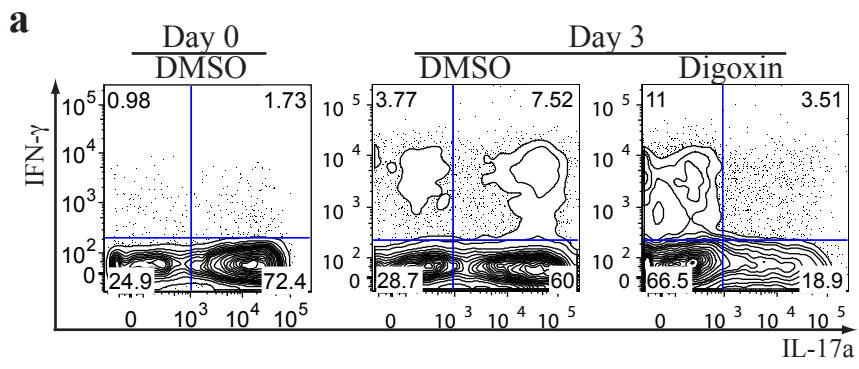 a
Day 0 Day 3
DMSO DMSO Digoxin
10^5 0.98 1.73 10^5 3.77 7.52 10^5 11 3.51
10^4 10^4 10^4
IFN-γ
10^3 10^3 10^3
10^2 10^2 10^2
0 24.9 72.4 0 28.7 60 0 66.5 18.9
0 10^3 10^4 10^5 0 10^3 10^4 10^5 0 10^3 10^4 10^5
IL-17a